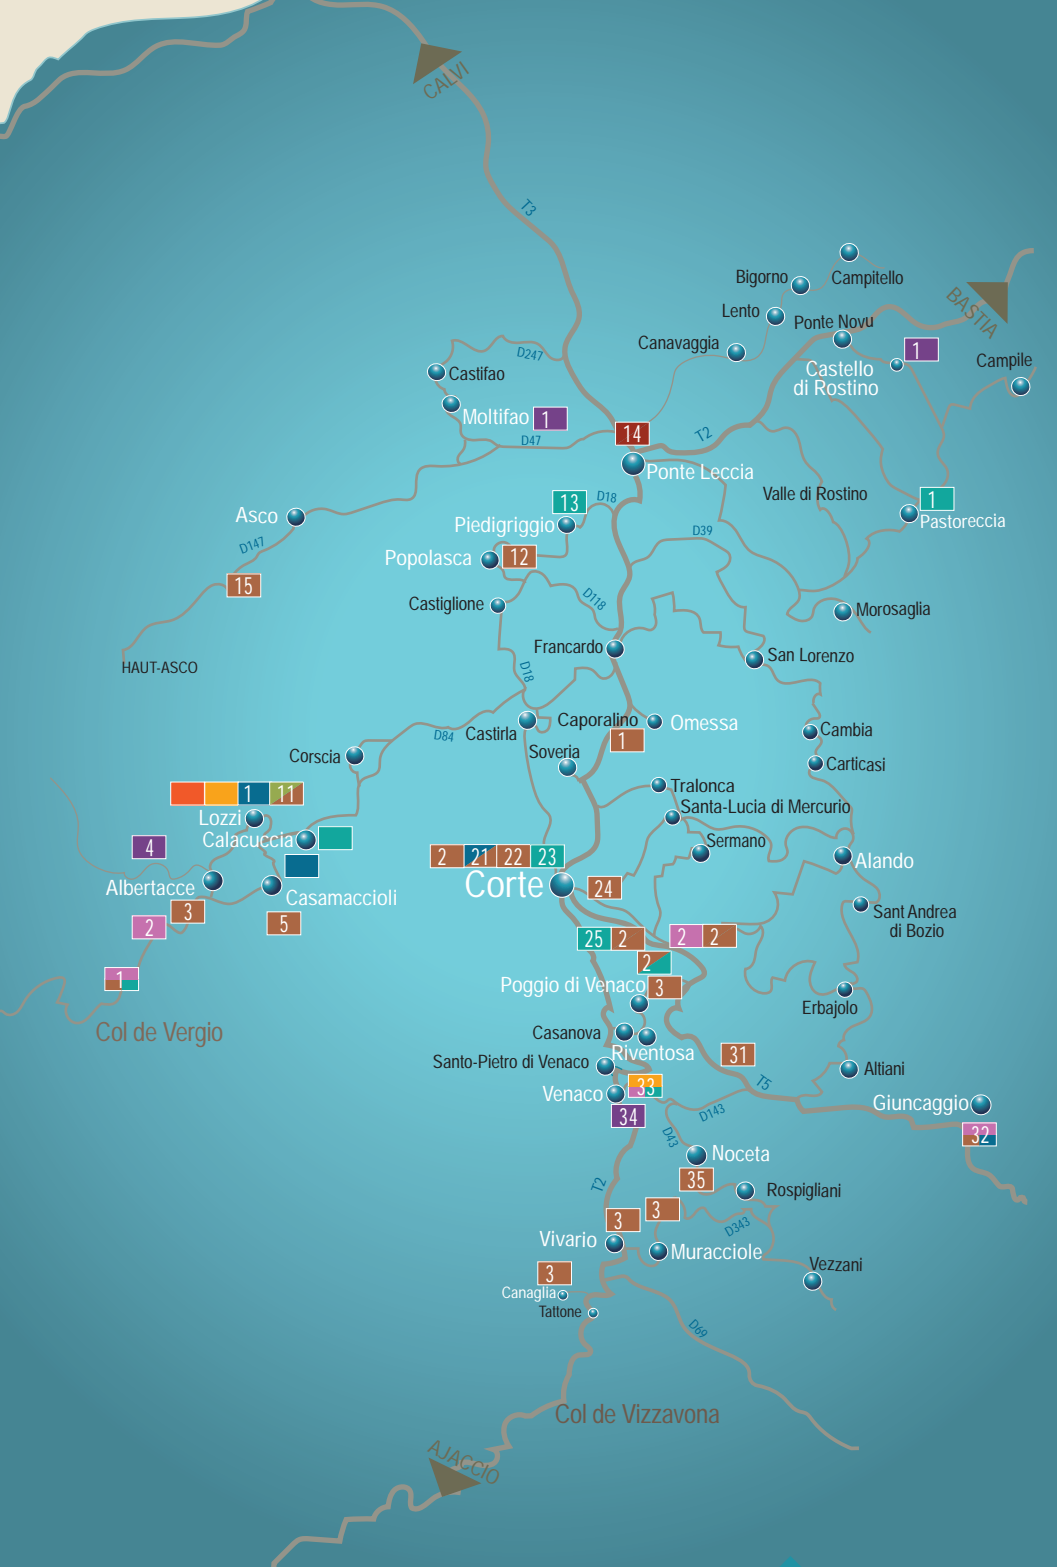 CALVI
T3
Campitello
Bigorno
BASTIA
Lento
Ponte Novu
Canavaggia
1
Campile
D247
Castello
di Rostino
Castifao
Moltifao
1
D47
14
T2
Ponte Leccia
Valle di Rostino
1
Pastoreccia
13
D18
Asco
Piedigriggio
D39
D147
Popolasca
12
15
Castiglione
D118
Morosaglia
Francardo
San Lorenzo
HAUT-ASCO
D18
Caporalino
Omessa
Castirla
D84
1
Cambia
Soveria
Corscia
Carticasi
Tralonca
1
11
Santa-Lucia di Mercurio
Lozzi
Calacuccia
Sermano
4
2
21
22
23
Alando
Corte
24
Albertacce
Casamaccioli
3
5
Sant Andrea
di Bozio
2
25
2
2
2
2
1
Poggio di Venaco
3
Erbajolo
Col de Vergio
Casanova
Riventosa
31
Santo-Pietro di Venaco
Altiani
Venaco
33
T5
Giuncaggio
34
D143
32
D43
Noceta
35
T2
Rospigliani
3
3
D343
Vivario
Muracciole
Vezzani
3
Canaglia
Tattone
D69
Col de Vizzavona
AJACCIO